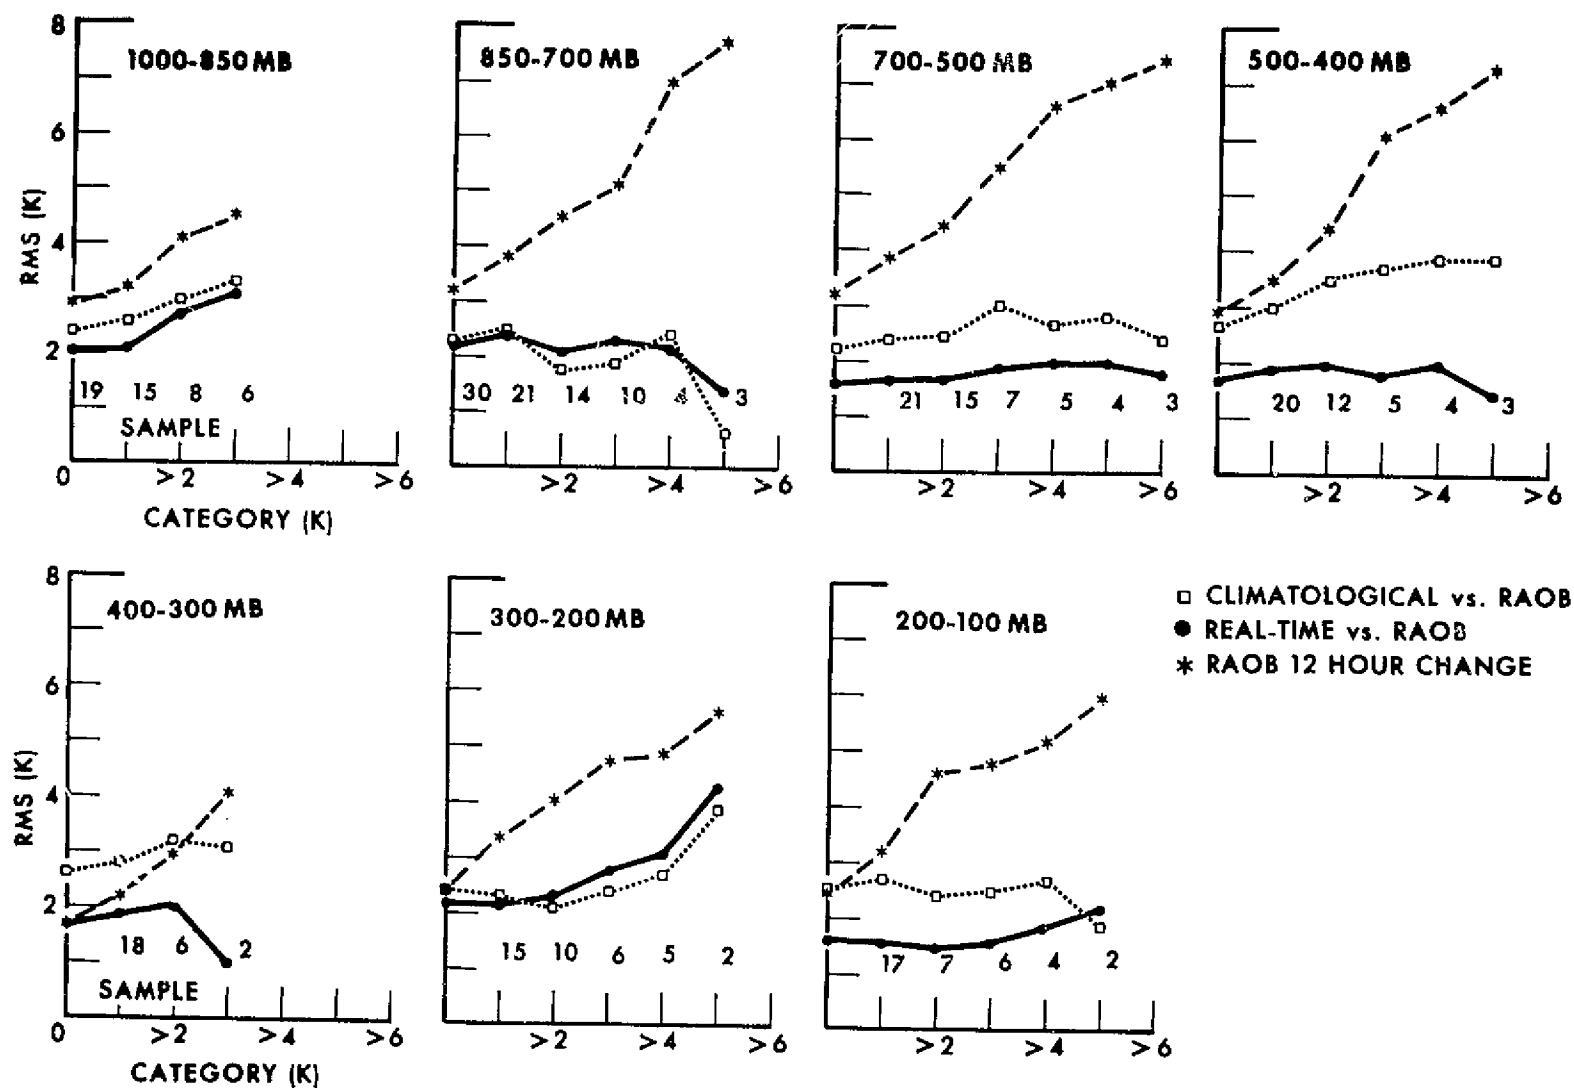 8
1000-850 MB
850-700 MB
700-500 MB
500-400 MB
6
RMS (K)
4
2
19 15 8 6
30 21 14 10 4 3
21 15 7 5 4 3
20 12 5 4 3
SAMPLE
0 >2 >4 >6
>2 >4 >6
>2 >4 >6
>2 >4 >6
CATEGORY (K)
8
400-300 MB
300-200 MB
200-100 MB
□ CLIMATOLOGICAL vs. RAOB
● REAL-TIME vs. RAOB
* RAOB 12 HOUR CHANGE
6
RMS (K)
4
2
18 6 2
15 10 6 5 2
17 7 6 4 2
SAMPLE
0 >2 >4 >6
>2 >4 >6
>2 >4 >6
CATEGORY (K)